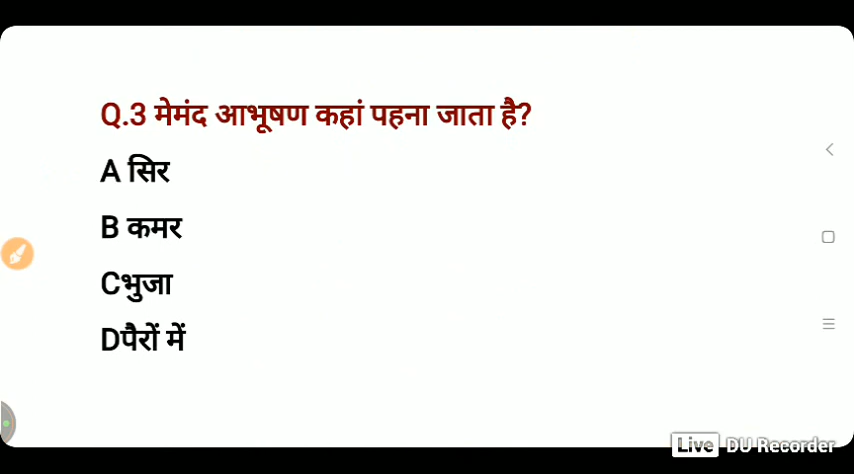 Q.3 मेमंद आभूषण कहां पहना जाता है?
A सिर
B कमर
Cभुजा
Dपैरों में
Live DU Recorder